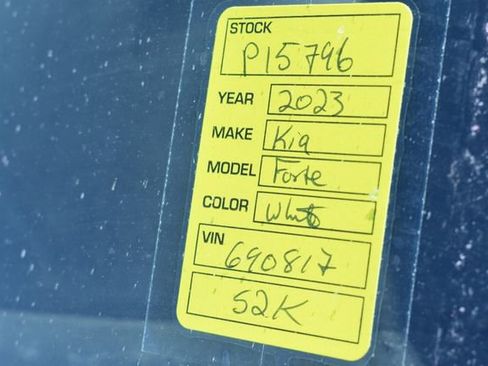 STOCK
P15796
YEAR 2023
MAKE Kia
MODEL Forte
COLOR White
VIN
690817
52K